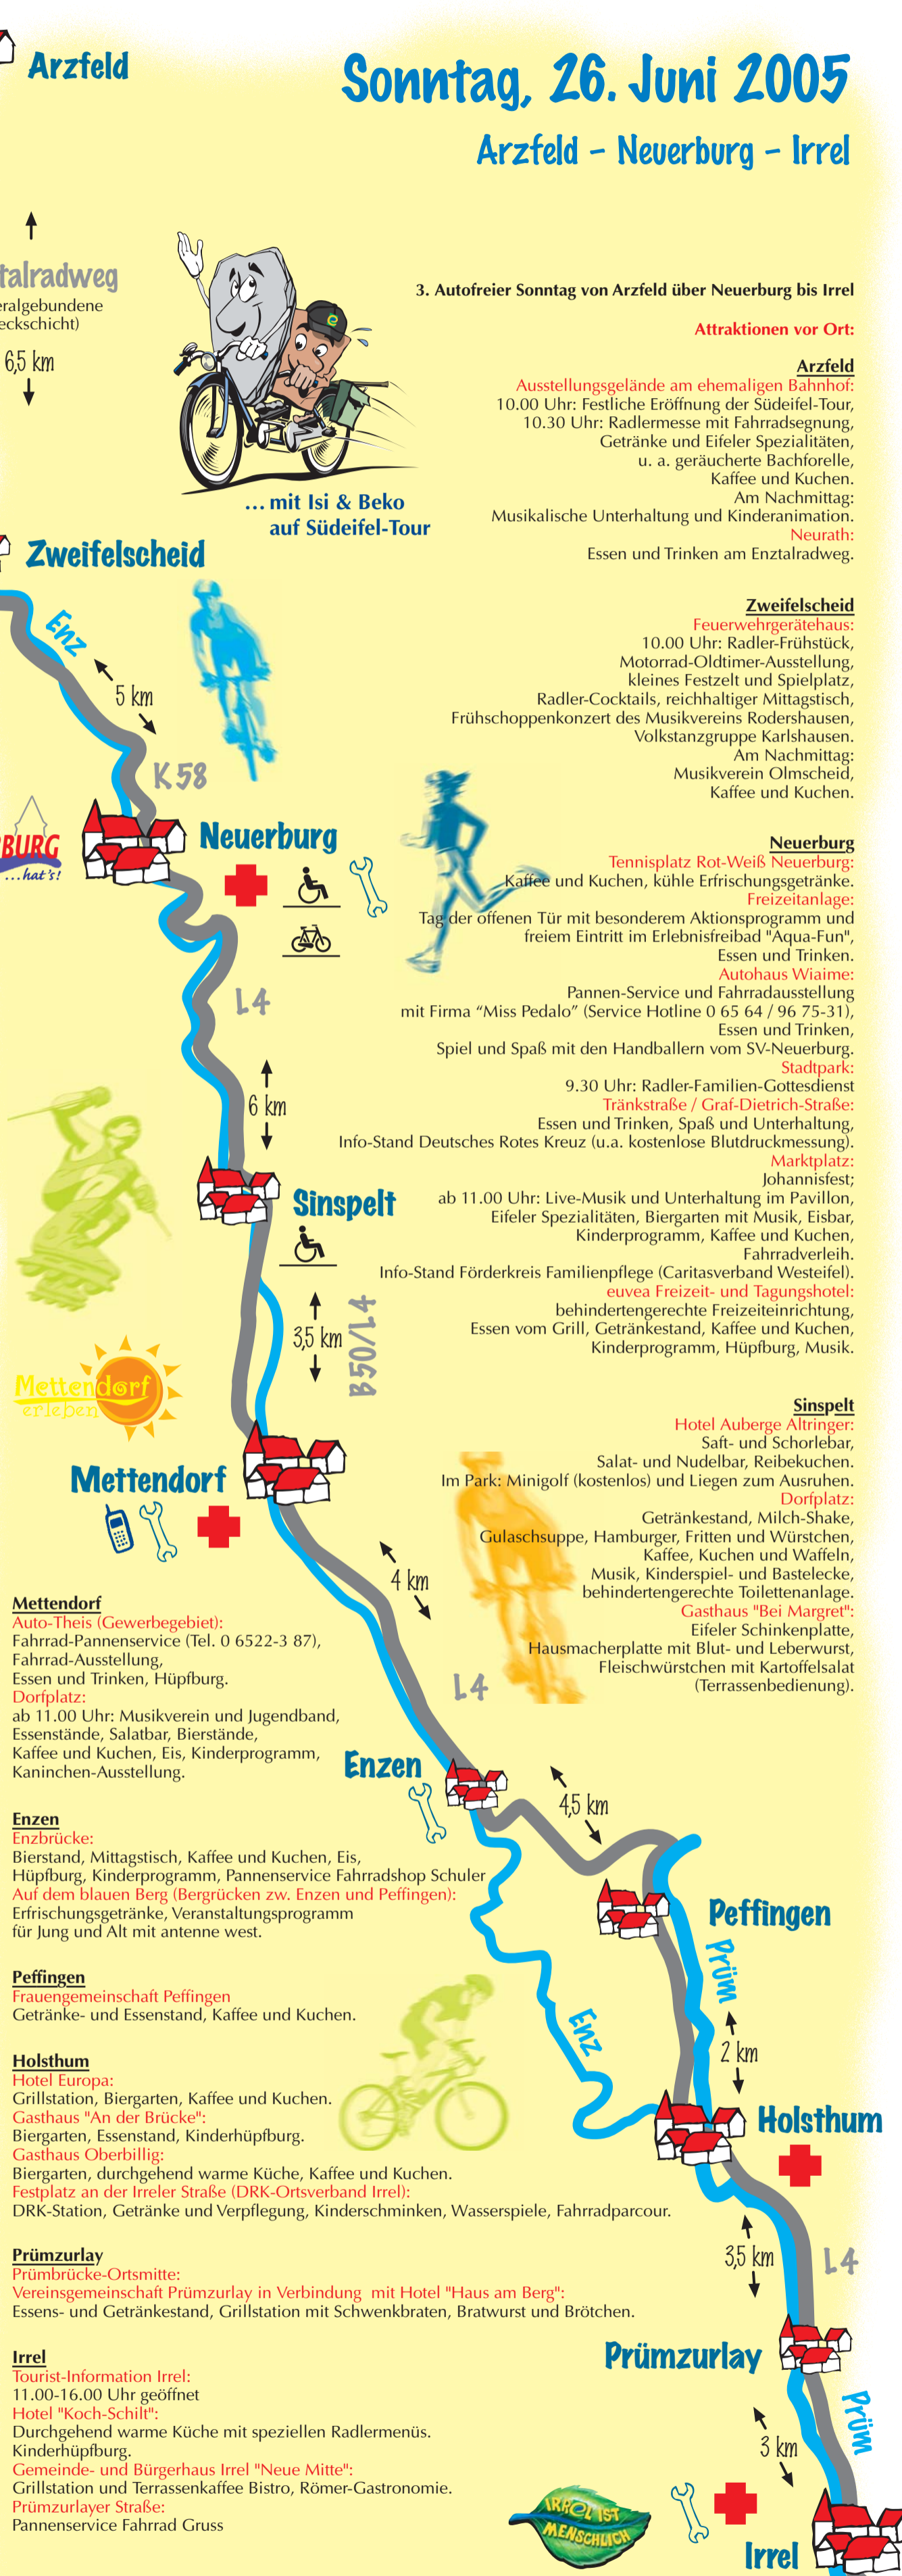 Arzfeld
Sonntag, 26. Juni 2005
Arzfeld – Neuerburg – Irrel
talradweg
eralgebundene
eckschicht)
6,5 km
... mit Isi & Beko
auf Südeifel-Tour
3. Autofreier Sonntag von Arzfeld über Neuerburg bis Irrel
Attraktionen vor Ort:
Arzfeld
Ausstellungsgelände am ehemaligen Bahnhof:
10.00 Uhr: Festliche Eröffnung der Südeifel-Tour,
10.30 Uhr: Radlermesse mit Fahrradsegnung,
Getränke und Eifeler Spezialitäten,
u. a. geräucherte Bachforelle,
Kaffee und Kuchen.
Am Nachmittag:
Musikalische Unterhaltung und Kinderanimation.
Neurath:
Essen und Trinken am Enztalradweg.
Zweifelscheid
Enz
5 km
K 58
Zweifelscheid
Feuerwehrgerätehaus:
10.00 Uhr: Radler-Frühstück,
Motorrad-Oldtimer-Ausstellung,
kleines Festzelt und Spielplatz,
Radler-Cocktails, reichhaltiger Mittagstisch,
Frühschoppenkonzert des Musikvereins Rodershausen,
Volkstanzgruppe Karlshausen.
Am Nachmittag:
Musikverein Olmscheid,
Kaffee und Kuchen.
BURG
...hat's!
Neuerburg
L4
6 km
Neuerburg
Tennisplatz Rot-Weiß Neuerburg:
Kaffee und Kuchen, kühle Erfrischungsgetränke.
Freizeitanlage:
Tag der offenen Tür mit besonderem Aktionsprogramm und
freiem Eintritt im Erlebnisfreibad "Aqua-Fun",
Essen und Trinken.
Autohaus Wiaime:
Pannen-Service und Fahrradausstellung
mit Firma “Miss Pedalo” (Service Hotline 0 65 64 / 96 75-31),
Essen und Trinken,
Spiel und Spaß mit den Handballern vom SV-Neuerburg.
Stadtpark:
9.30 Uhr: Radler-Familien-Gottesdienst
Tränkstraße / Graf-Dietrich-Straße:
Essen und Trinken, Spaß und Unterhaltung,
Info-Stand Deutsches Rotes Kreuz (u.a. kostenlose Blutdruckmessung).
Marktplatz:
Johannisfest;
ab 11.00 Uhr: Live-Musik und Unterhaltung im Pavillon,
Eifeler Spezialitäten, Biergarten mit Musik, Eisbar,
Kinderprogramm, Kaffee und Kuchen,
Fahrradverleih.
Info-Stand Förderkreis Familienpflege (Caritasverband Westeifel).
euvea Freizeit- und Tagungshotel:
behindertengerechte Freizeiteinrichtung,
Essen vom Grill, Getränkestand, Kaffee und Kuchen,
Kinderprogramm, Hüpfburg, Musik.
Sinspelt
3,5 km
B50/L4
Mettendorf
erleben
Mettendorf
4 km
L4
Sinspelt
Hotel Auberge Altringer:
Saft- und Schorlebar,
Salat- und Nudelbar, Reibekuchen.
Im Park: Minigolf (kostenlos) und Liegen zum Ausruhen.
Dorfplatz:
Getränkestand, Milch-Shake,
Gulaschsuppe, Hamburger, Fritten und Würstchen,
Kaffee, Kuchen und Waffeln,
Musik, Kinderspiel- und Bastelecke,
behindertengerechte Toilettenanlage.
Gasthaus "Bei Margret":
Eifeler Schinkenplatte,
Hausmacherplatte mit Blut- und Leberwurst,
Fleischwürstchen mit Kartoffelsalat
(Terrassenbedienung).
Mettendorf
Auto-Theis (Gewerbegebiet):
Fahrrad-Pannenservice (Tel. 0 6522-3 87),
Fahrrad-Ausstellung,
Essen und Trinken, Hüpfburg.
Dorfplatz:
ab 11.00 Uhr: Musikverein und Jugendband,
Essenstände, Salatbar, Bierstände,
Kaffee und Kuchen, Eis, Kinderprogramm,
Kaninchen-Ausstellung.
Enzen
4,5 km
Enzen
Enzbrücke:
Bierstand, Mittagstisch, Kaffee und Kuchen, Eis,
Hüpfburg, Kinderprogramm, Pannenservice Fahrradshop Schuler
Auf dem blauen Berg (Bergrücken zw. Enzen und Peffingen):
Erfrischungsgetränke, Veranstaltungsprogramm
für Jung und Alt mit antenne west.
Peffingen
Prüm
Enz
2 km
Peffingen
Frauengemeinschaft Peffingen
Getränke- und Essenstand, Kaffee und Kuchen.
Holsthum
Hotel Europa:
Grillstation, Biergarten, Kaffee und Kuchen.
Gasthaus "An der Brücke":
Biergarten, Essenstand, Kinderhüpfburg.
Gasthaus Oberbillig:
Biergarten, durchgehend warme Küche, Kaffee und Kuchen.
Festplatz an der Irreler Straße (DRK-Ortsverband Irrel):
DRK-Station, Getränke und Verpflegung, Kinderschminken, Wasserspiele, Fahrradparcour.
Holsthum
3,5 km
L4
Prümzurlay
Prümbrücke-Ortsmitte:
Vereinsgemeinschaft Prümzurlay in Verbindung mit Hotel "Haus am Berg":
Essens- und Getränkestand, Grillstation mit Schwenkbraten, Bratwurst und Brötchen.
Prümzurlay
Prüm
3 km
Irrel
Tourist-Information Irrel:
11.00-16.00 Uhr geöffnet
Hotel "Koch-Schilt":
Durchgehend warme Küche mit speziellen Radlermenüs.
Kinderhüpfburg.
Gemeinde- und Bürgerhaus Irrel "Neue Mitte":
Grillstation und Terrassenkaffee Bistro, Römer-Gastronomie.
Prümzurlayer Straße:
Pannenservice Fahrrad Gruss
IRR@L IST
MENSCHLICH
Irrel